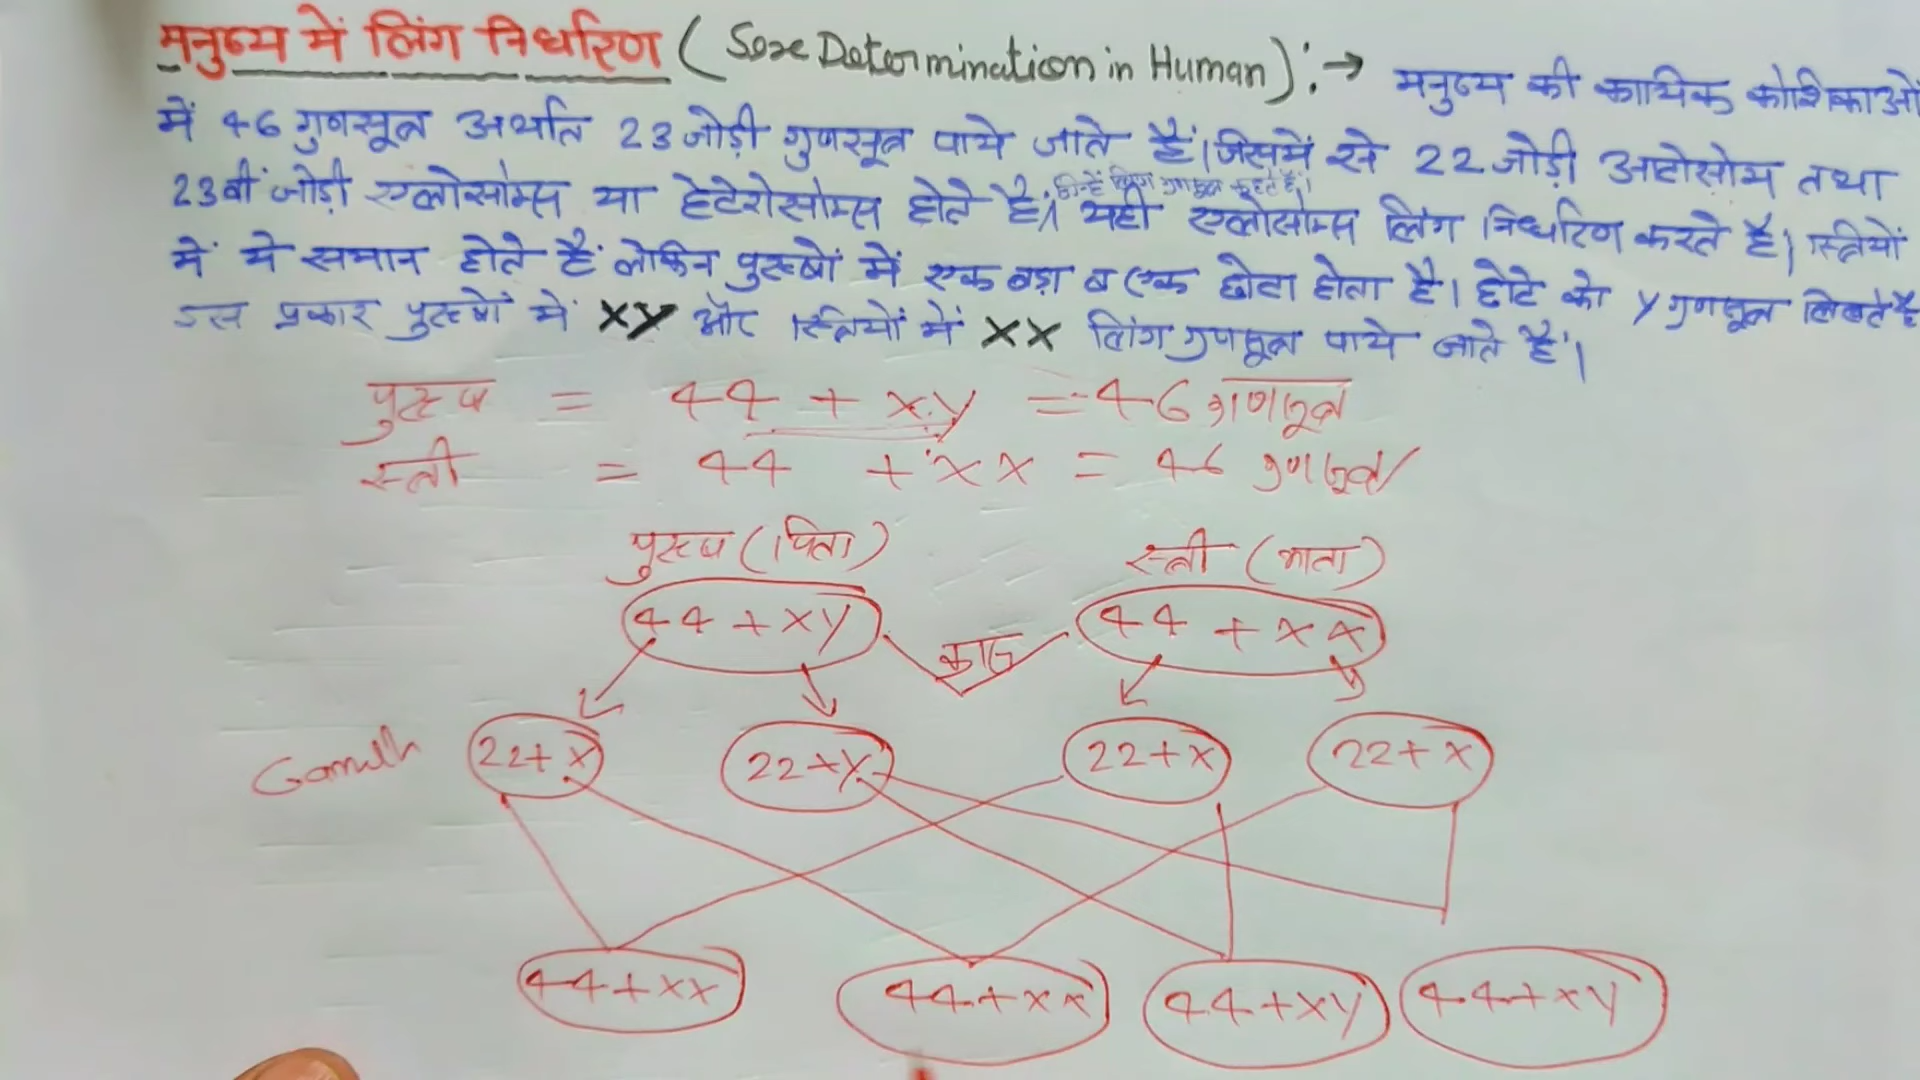 मनुष्य में लिंग निर्धारण (Sex Determination in Human) :→ मनुष्य की कायिक कोशिकाओं
में 46 गुणसूत्र अर्थात 23 जोड़ी गुणसूत्र पाये जाते हैं। जिसमें से 22 जोड़ी आटोसोम तथा
जिन्हें लिंग गुणसूत्र कहते हैं।
23वीं जोड़ी एलोसोम्स या हेटेरोसोम्स होते हैं। यही एलोसोम्स लिंग निर्धारण करते है। स्त्रियों
में ये समान होते हैं लेकिन पुरूषों में एक बड़ा व एक छोटा होता है। छोटे को y गुणसूत्र लिखते है
इस प्रकार पुरूषों में XY और स्त्रियों में XX लिंग गुणसूत्र पाये जाते है।
पुरूष = 44 + xy = 46 गुणसूत्र
स्त्री = 44 + xx = 46 गुणसूत्र
पुरूष (पिता) स्त्री (माता)
44 + xy क्रास 44 + xx
22+x 22+y 22+x 22+x
44+xx 44+xx 44+xy 44+xy